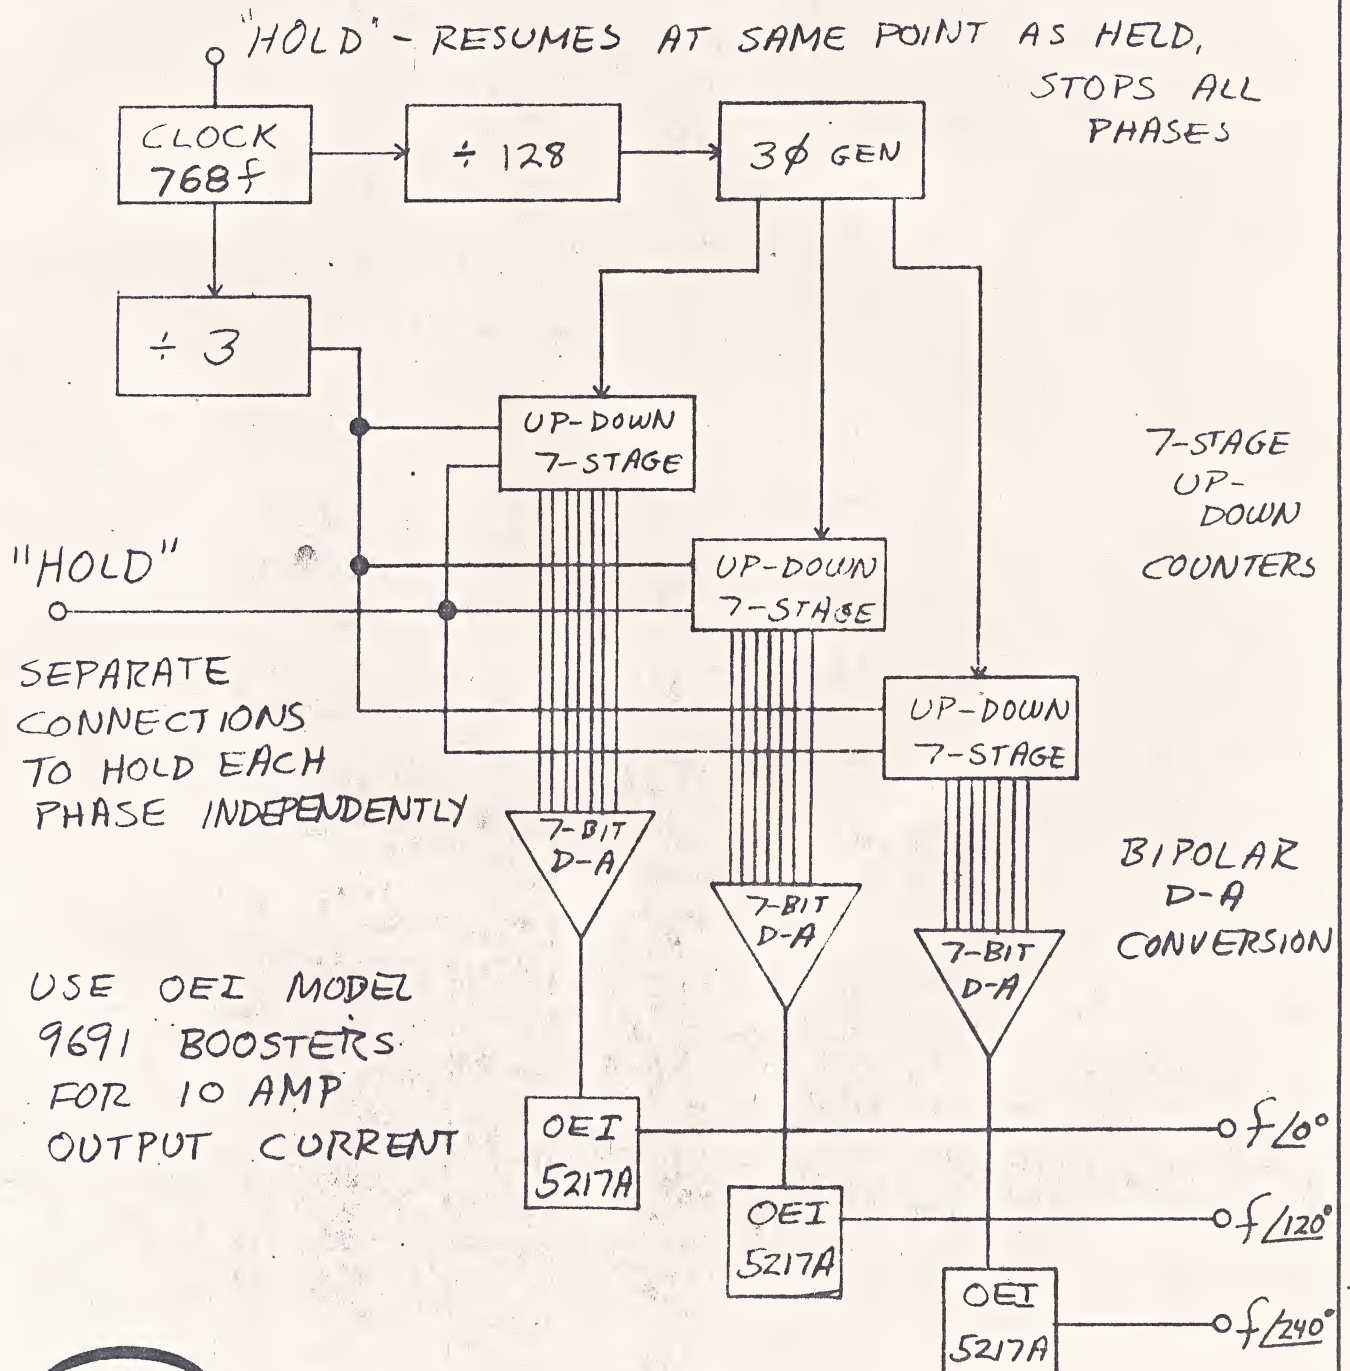 "HOLD" - RESUMES AT SAME POINT AS HELD,
STOPS ALL
PHASES
CLOCK
768f
÷ 128
3ϕ GEN
÷ 3
UP-DOWN
7-STAGE
7-STAGE
UP-
DOWN
COUNTERS
"HOLD"
UP-DOWN
7-STAGE
SEPARATE
CONNECTIONS
TO HOLD EACH
PHASE INDEPENDENTLY
UP-DOWN
7-STAGE
7-BIT
D-A
7-BIT
D-A
7-BIT
D-A
BIPOLAR
D-A
CONVERSION
USE OEI MODEL
9691 BOOSTERS
FOR 10 AMP
OUTPUT CURRENT
OEI
5217A
f/0°
OEI
5217A
f/120°
OEI
5217A
f/240°